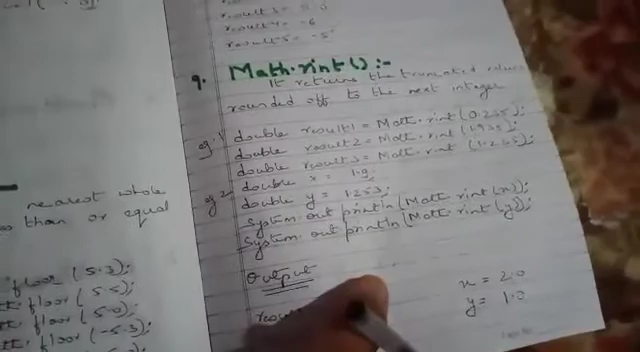 result4 = -6
result5 = -5
nearest whole
than or equal
floor (5.3);
floor (5.5);
floor (5.0);
floor (-5.3);
9. Math.rint() :-
It returns the truncated value
rounded off to the next integer
eg:1 double result1 = Math.rint (0.245);
double result2 = Math.rint (1.935);
double result3 = Math.rint (1.245);
eg 2 double x = 1.9;
double y = 1.253;
System.out.println (Math.rint (x));
System.out.println (Math.rint (y));
Output
x = 2.0
y = 1.0